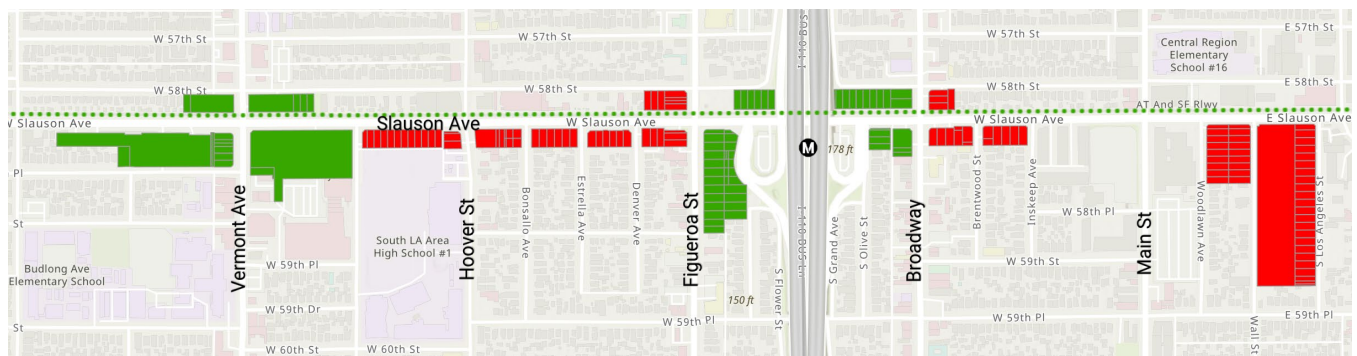 W 57th St
W 57th St
W 57th St
E 57th St
I 110 BUS
Central Region
Elementary
School #16
W 58th St
W 58th St
W 58th St
E 58th St
AT And SF Rlwy
W Slauson Ave
Slauson Ave
W Slauson Ave
W Slauson Ave
E Slauson Ave
M
178 ft
Pl
St
Vermont Ave
South LA Area
High School #1
Hoover St
Bonsallo Ave
Estrella Ave
Denver Ave
Figueroa St
S Flower St
S Grand Ave
S Olive St
Broadway
Brentwood St
Inskeep Ave
W 58th Pl
Main St
Woodlawn Ave
S Los Angeles St
Wall St
W 59th Pl
W 59th St
Budlong Ave
Elementary School
150 ft
W 59th Dr
St
W 59th Pl
W 59th Pl
E 59th Pl
W 60th St
W 60th St